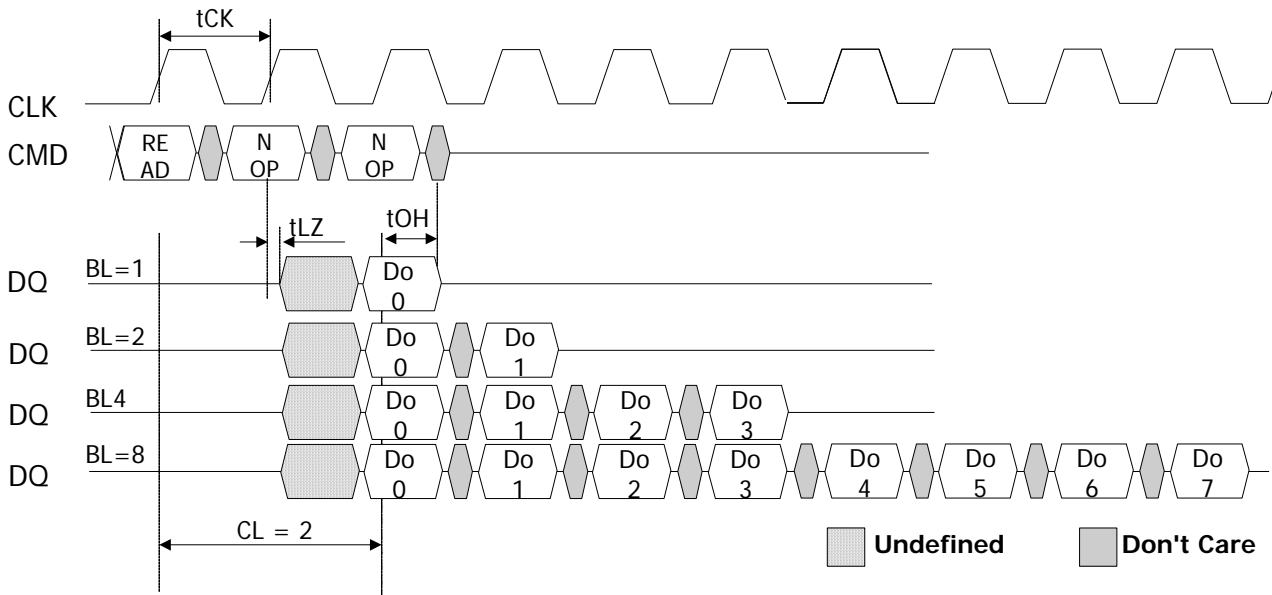 tCK
CLK
CMD
RE
AD
N
OP
N
OP
tLZ
tOH
DQ
BL=1
Do
0
DQ
BL=2
Do
0
Do
1
DQ
BL4
Do
0
Do
1
Do
2
Do
3
DQ
BL=8
Do
0
Do
1
Do
2
Do
3
Do
4
Do
5
Do
6
Do
7
CL = 2
Undefined
Don't Care